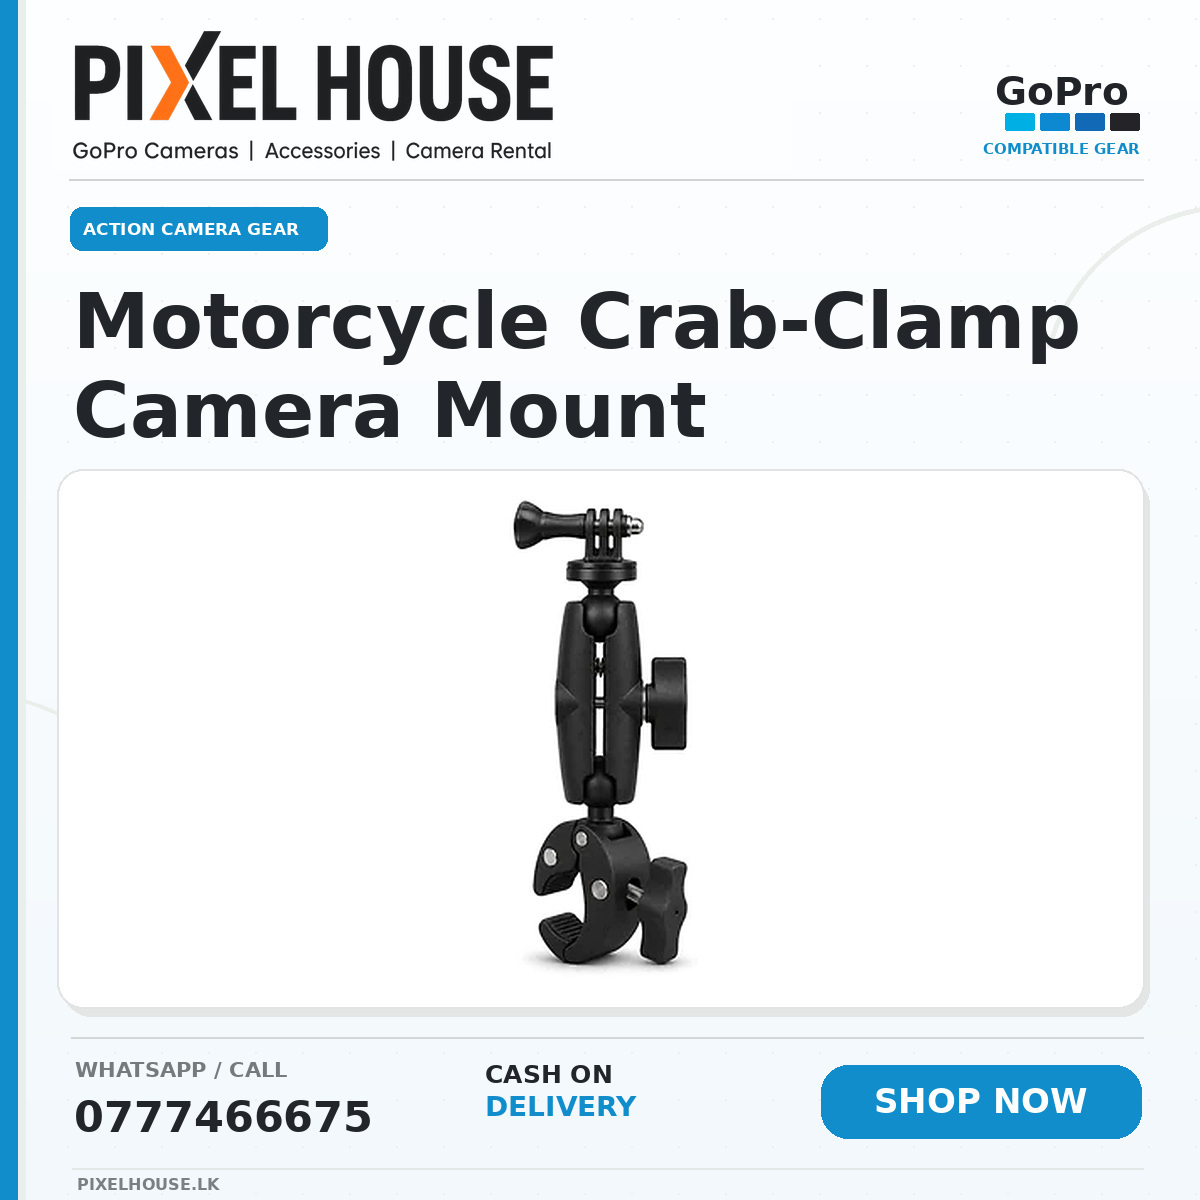 PIXEL HOUSE
GoPro Cameras | Accessories | Camera Rental
GoPro
COMPATIBLE GEAR
ACTION CAMERA GEAR
Motorcycle Crab-Clamp
Camera Mount
WHATSAPP / CALL
0777466675
CASH ON
DELIVERY
SHOP NOW
PIXELHOUSE.LK